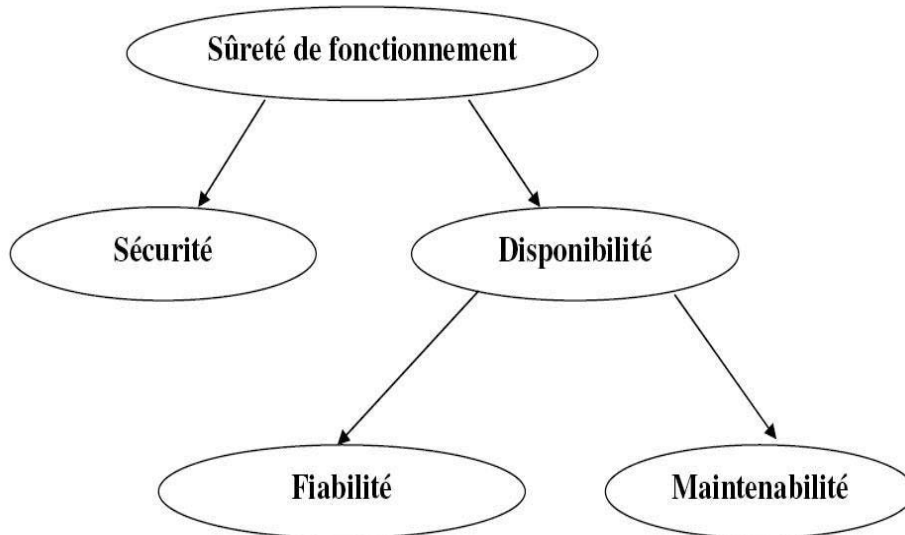 Sûreté de fonctionnement
Sécurité
Disponibilité
Fiabilité
Maintenabilité